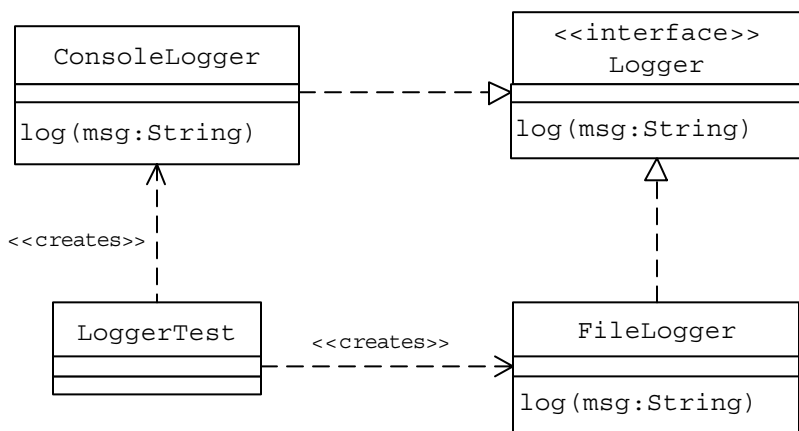 ConsoleLogger
log(msg:String)
<<interface>>
Logger
log(msg:String)
<<creates>>
LoggerTest
<<creates>>
FileLogger
log(msg:String)